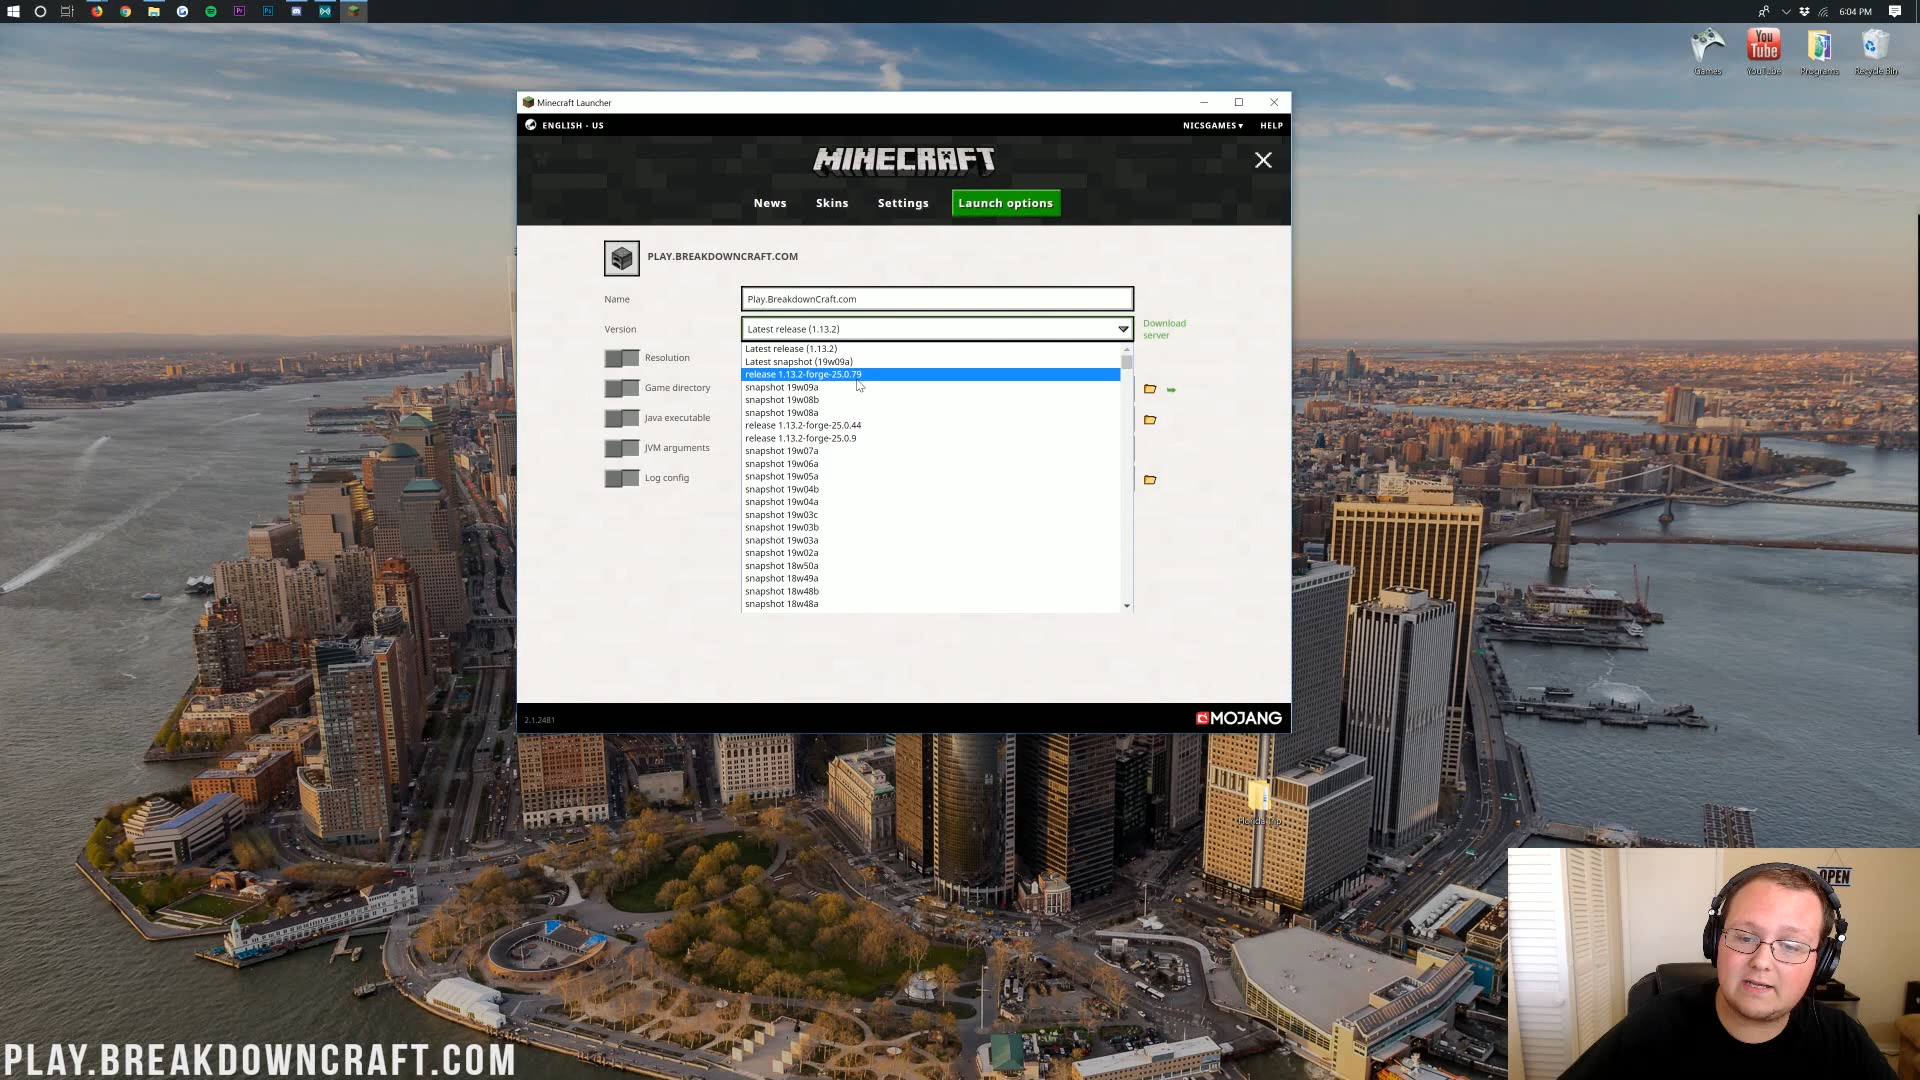 6:04 PM
Games
You Tube
YouTube
Programs
Recycle Bin
Minecraft Launcher
ENGLISH - US
NICSGAMES
HELP
MINECRAFT
News
Skins
Settings
Launch options
PLAY.BREAKDOWNCRAFT.COM
Name
Play.BreakdownCraft.com
Version
Latest release (1.13.2)
Download
server
Latest release (1.13.2)
Latest snapshot (19w09a)
release 1.13.2-forge-25.0.79
snapshot 19w09a
snapshot 19w08b
snapshot 19w08a
release 1.13.2-forge-25.0.44
release 1.13.2-forge-25.0.9
snapshot 19w07a
snapshot 19w06a
snapshot 19w05a
snapshot 19w04b
snapshot 19w04a
snapshot 19w03c
snapshot 19w03b
snapshot 19w03a
snapshot 19w02a
snapshot 18w50a
snapshot 18w49a
snapshot 18w48b
snapshot 18w48a
Resolution
Game directory
Java executable
JVM arguments
Log config
2.1.2481
MOJANG
Florida Trip
OPEN
PLAY.BREAKDOWNCRAFT.COM